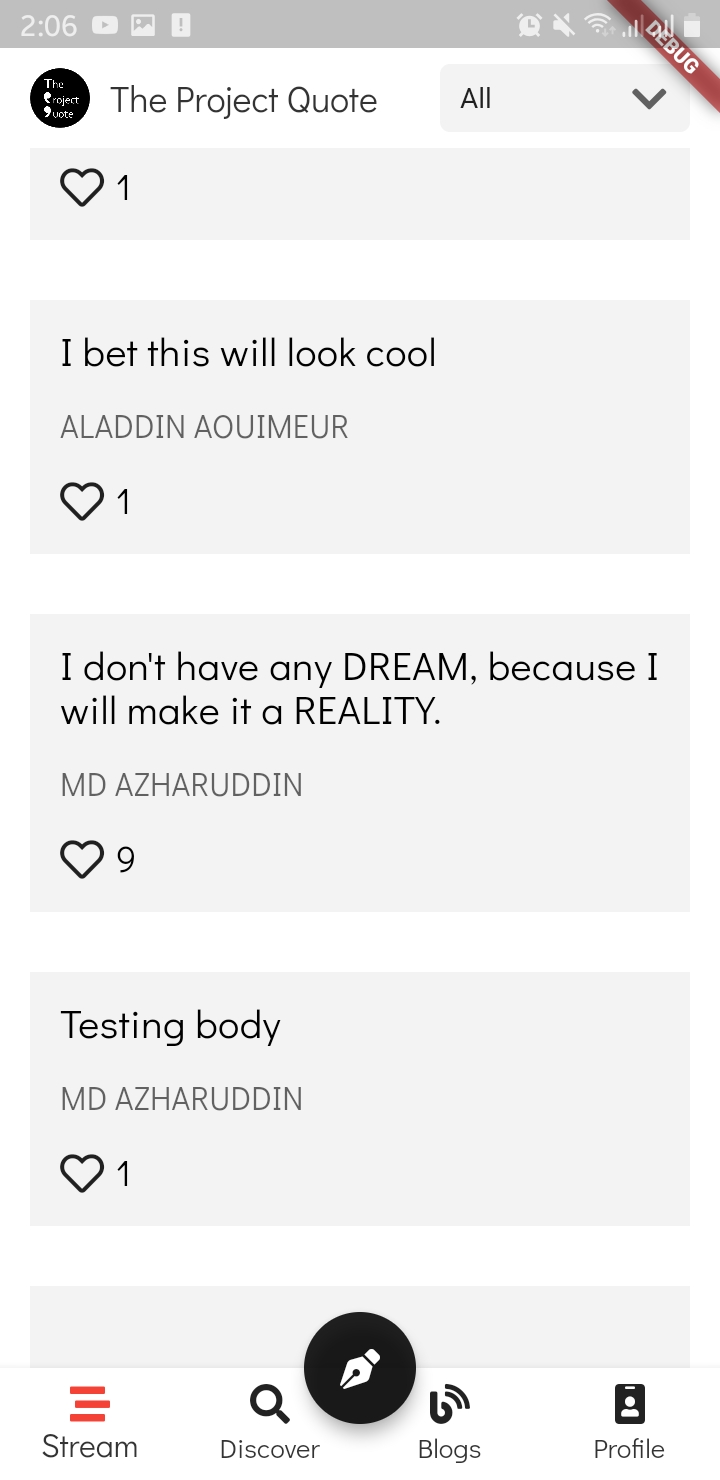 2:06
DEBUG
The
Project
Quote
The Project Quote
All
1
I bet this will look cool
ALADDIN AOUIMEUR
1
I don't have any DREAM, because I
will make it a REALITY.
MD AZHARUDDIN
9
Testing body
MD AZHARUDDIN
1
Stream
Discover
Blogs
Profile